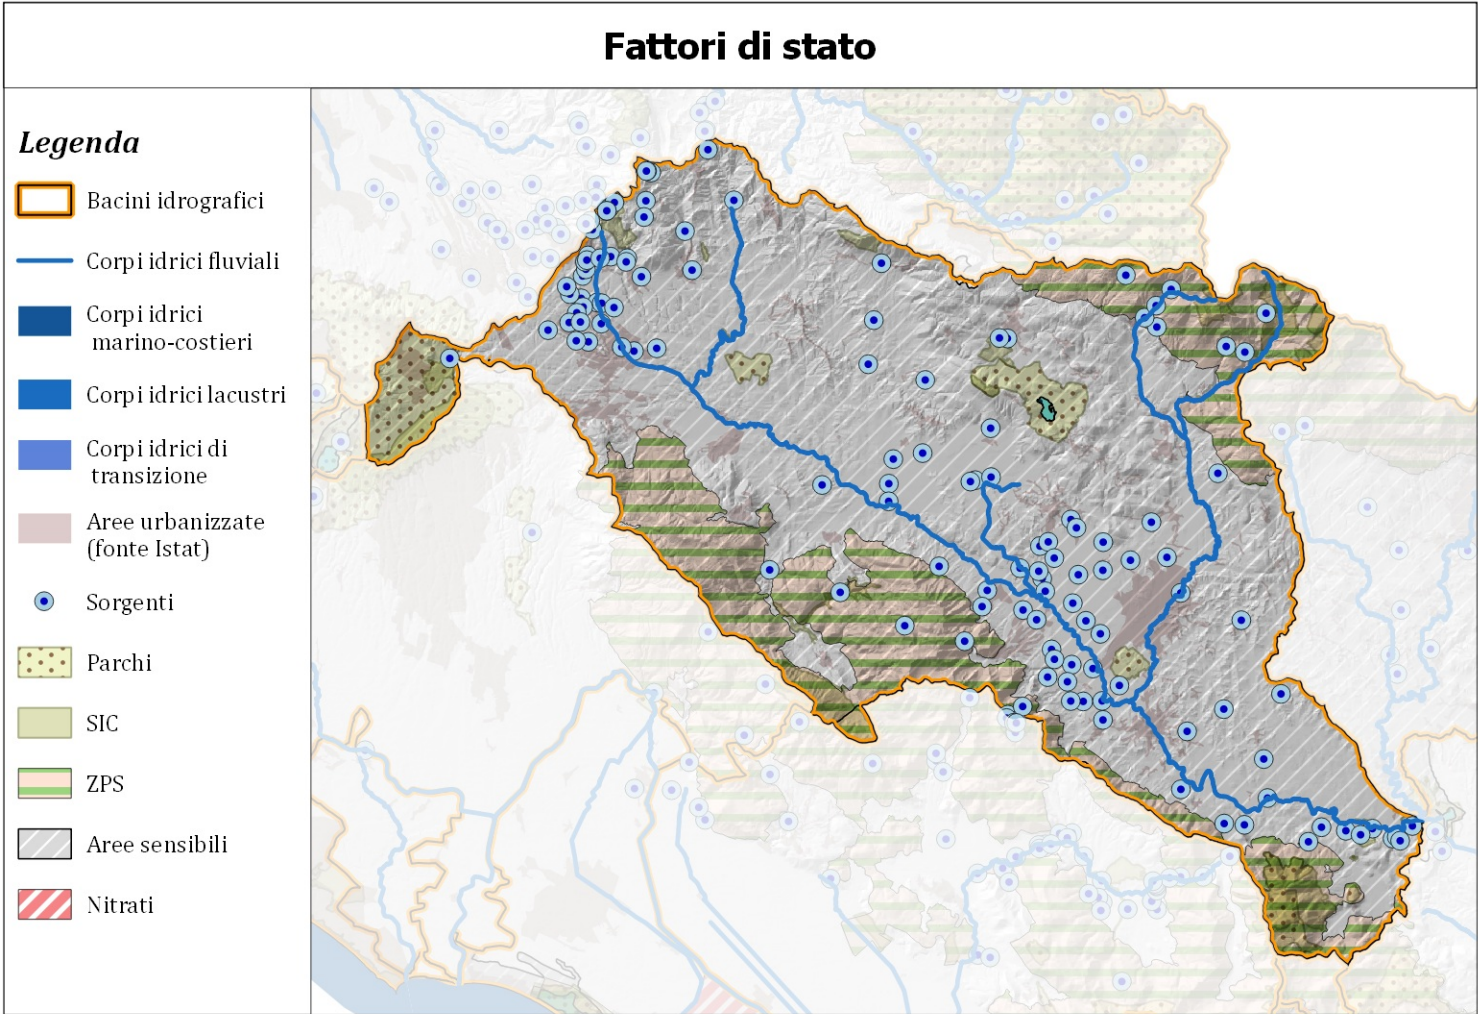 Fattori di stato
Legenda
Bacini idrografici
Corpi idrici fluviali
Corpi idrici
marino-costieri
Corpi idrici lacustri
Corpi idrici di
transizione
Aree urbanizzate
(fonte Istat)
Sorgenti
Parchi
SIC
ZPS
Aree sensibili
Nitrati